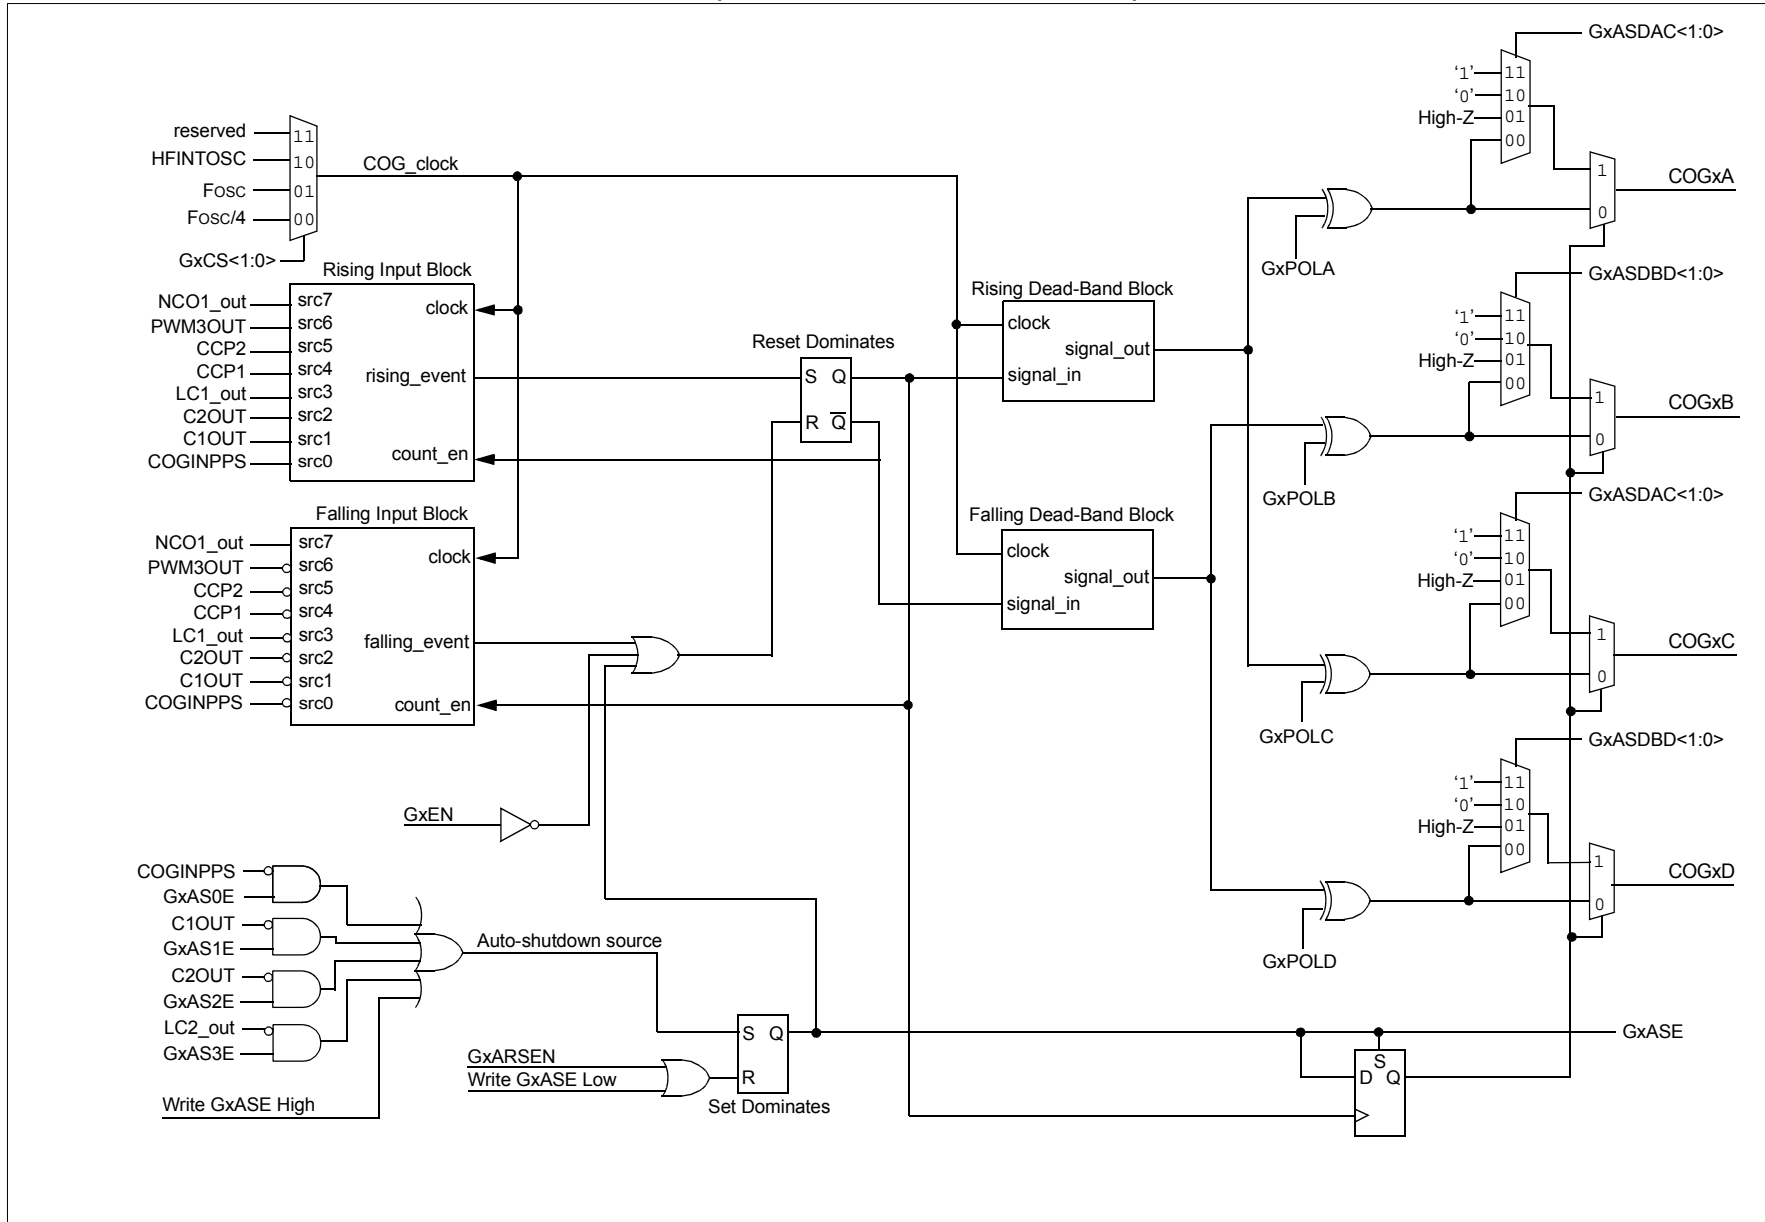 GxASDAC<1:0>
'1' 11
'0' 10
High-Z 01
00
1
COGxA
0
reserved 11
HFINTOSC 10
COG_clock
FOSC 01
FOSC/4 00
GxCS<1:0>
GxPOLA
Rising Input Block
NCO1_out src7
clock
PWM3OUT src6
CCP2 src5
CCP1 src4
rising_event
LC1_out src3
C2OUT src2
C1OUT src1
count_en
COGINPPS src0
Reset Dominates
S Q
R Q
Rising Dead-Band Block
clock
signal_out
signal_in
GxASDBD<1:0>
'1' 11
'0' 10
High-Z 01
00
1
COGxB
0
GxPOLB
Falling Input Block
NCO1_out src7
clock
PWM3OUT src6
CCP2 src5
CCP1 src4
LC1_out src3
falling_event
C2OUT src2
C1OUT src1
COGINPPS src0
count_en
Falling Dead-Band Block
clock
signal_out
signal_in
GxASDAC<1:0>
'1' 11
'0' 10
High-Z 01
00
1
COGxC
0
GxPOLC
GxEN
GxASDBD<1:0>
'1' 11
'0' 10
High-Z 01
00
1
COGxD
0
GxPOLD
COGINPPS
GxAS0E
C1OUT
GxAS1E
Auto-shutdown source
C2OUT
GxAS2E
LC2_out
GxAS3E
Write GxASE High
GxARSEN
Write GxASE Low
S Q
R
Set Dominates
GxASE
S
D Q